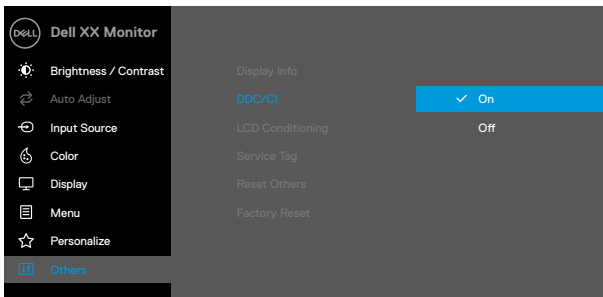 DELL
Dell XX Monitor
Brightness / Contrast
Auto Adjust
Input Source
Color
Display
Menu
Personalize
Others
Display Info
DDC/CI
LCD Conditioning
Service Tag
Reset Others
Factory Reset
On
Off